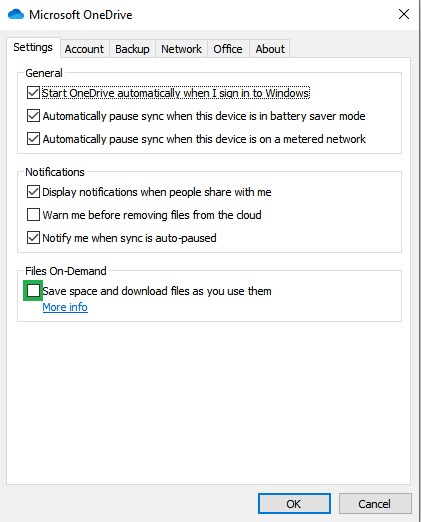 Microsoft OneDrive
Settings Account Backup Network Office About
General
Start OneDrive automatically when I sign in to Windows
Automatically pause sync when this device is in battery saver mode
Automatically pause sync when this device is on a metered network
Notifications
Display notifications when people share with me
Warn me before removing files from the cloud
Notify me when sync is auto-paused
Files On-Demand
Save space and download files as you use them
More info
OK Cancel